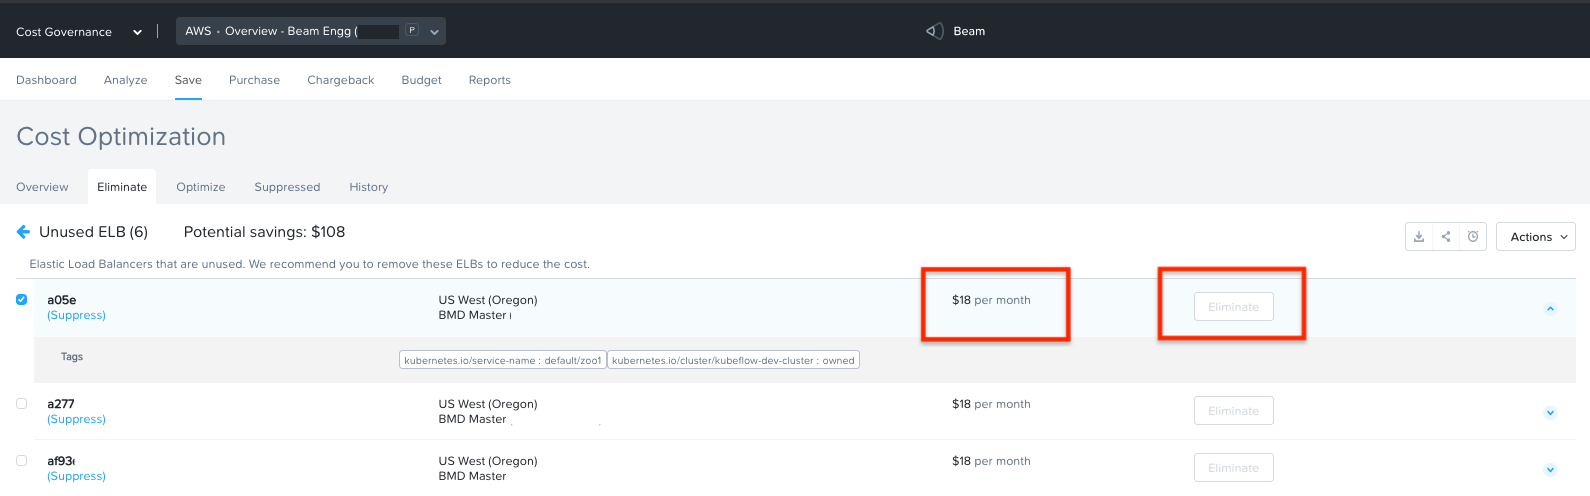 Cost Governance AWS • Overview - Beam Engg ( P Beam
Dashboard Analyze Save Purchase Chargeback Budget Reports
Cost Optimization
Overview Eliminate Optimize Suppressed History
Unused ELB (6) Potential savings: $108 Actions
Elastic Load Balancers that are unused. We recommend you to remove these ELBs to reduce the cost.
a05e US West (Oregon) $18 per month Eliminate
(Suppress) BMD Master
Tags kubernetes.io/service-name : default/zoo1 kubernetes.io/cluster/kubeflow-dev-cluster : owned
a277 US West (Oregon) $18 per month Eliminate
(Suppress) BMD Master
af93 US West (Oregon) $18 per month Eliminate
(Suppress) BMD Master